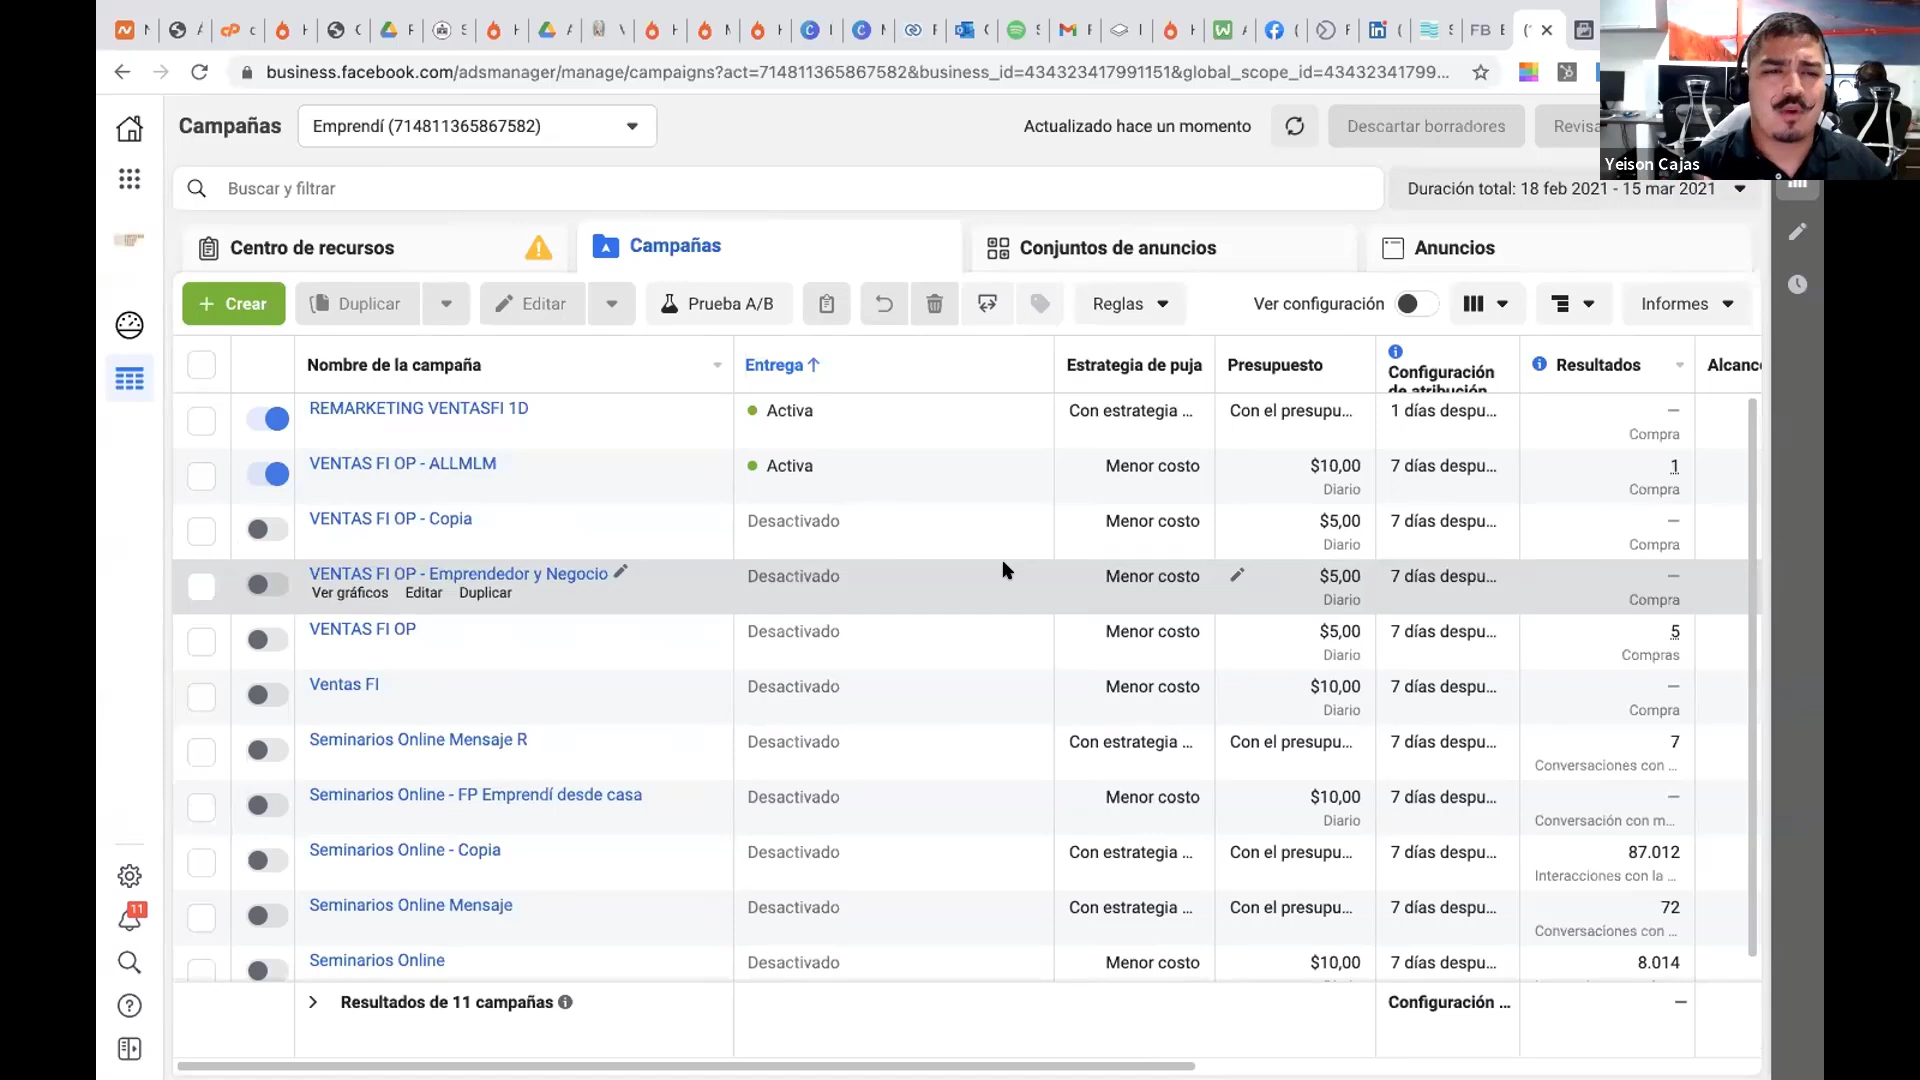 business.facebook.com/adsmanager/manage/campaigns?act=714811365867582&business_id=434323417991151&global_scope_id=43432341799...
Yeison Cajas
Campañas
Emprendí (714811365867582)
Actualizado hace un momento
Descartar borradores
Buscar y filtrar
Duración total: 18 feb 2021 - 15 mar 2021
Centro de recursos
Campañas
Conjuntos de anuncios
Anuncios
+ Crear
Duplicar
Editar
Prueba A/B
Reglas
Ver configuración
Informes
Nombre de la campaña
Entrega
Estrategia de puja
Presupuesto
Configuración
de atribución
Resultados
REMARKETING VENTASFI 1D
Activa
Con estrategia ...
Con el presupu...
1 días despu...
—
Compra
VENTAS FI OP - ALLMLM
Activa
Menor costo
$10,00
Diario
7 días despu...
1
Compra
VENTAS FI OP - Copia
Desactivado
Menor costo
$5,00
Diario
7 días despu...
—
Compra
VENTAS FI OP - Emprendedor y Negocio
Ver gráficos Editar Duplicar
Desactivado
Menor costo
$5,00
Diario
7 días despu...
—
Compra
VENTAS FI OP
Desactivado
Menor costo
$5,00
Diario
7 días despu...
5
Compras
Ventas FI
Desactivado
Menor costo
$10,00
Diario
7 días despu...
—
Compra
Seminarios Online Mensaje R
Desactivado
Con estrategia ...
Con el presupu...
7 días despu...
7
Conversaciones con ...
Seminarios Online - FP Emprendí desde casa
Desactivado
Menor costo
$10,00
Diario
7 días despu...
—
Conversación con m...
Seminarios Online - Copia
Desactivado
Con estrategia ...
Con el presupu...
7 días despu...
87.012
Interacciones con la ...
Seminarios Online Mensaje
Desactivado
Con estrategia ...
Con el presupu...
7 días despu...
72
Conversaciones con ...
Seminarios Online
Desactivado
Menor costo
$10,00
7 días despu...
8.014
11
Resultados de 11 campañas
Configuración ...
—